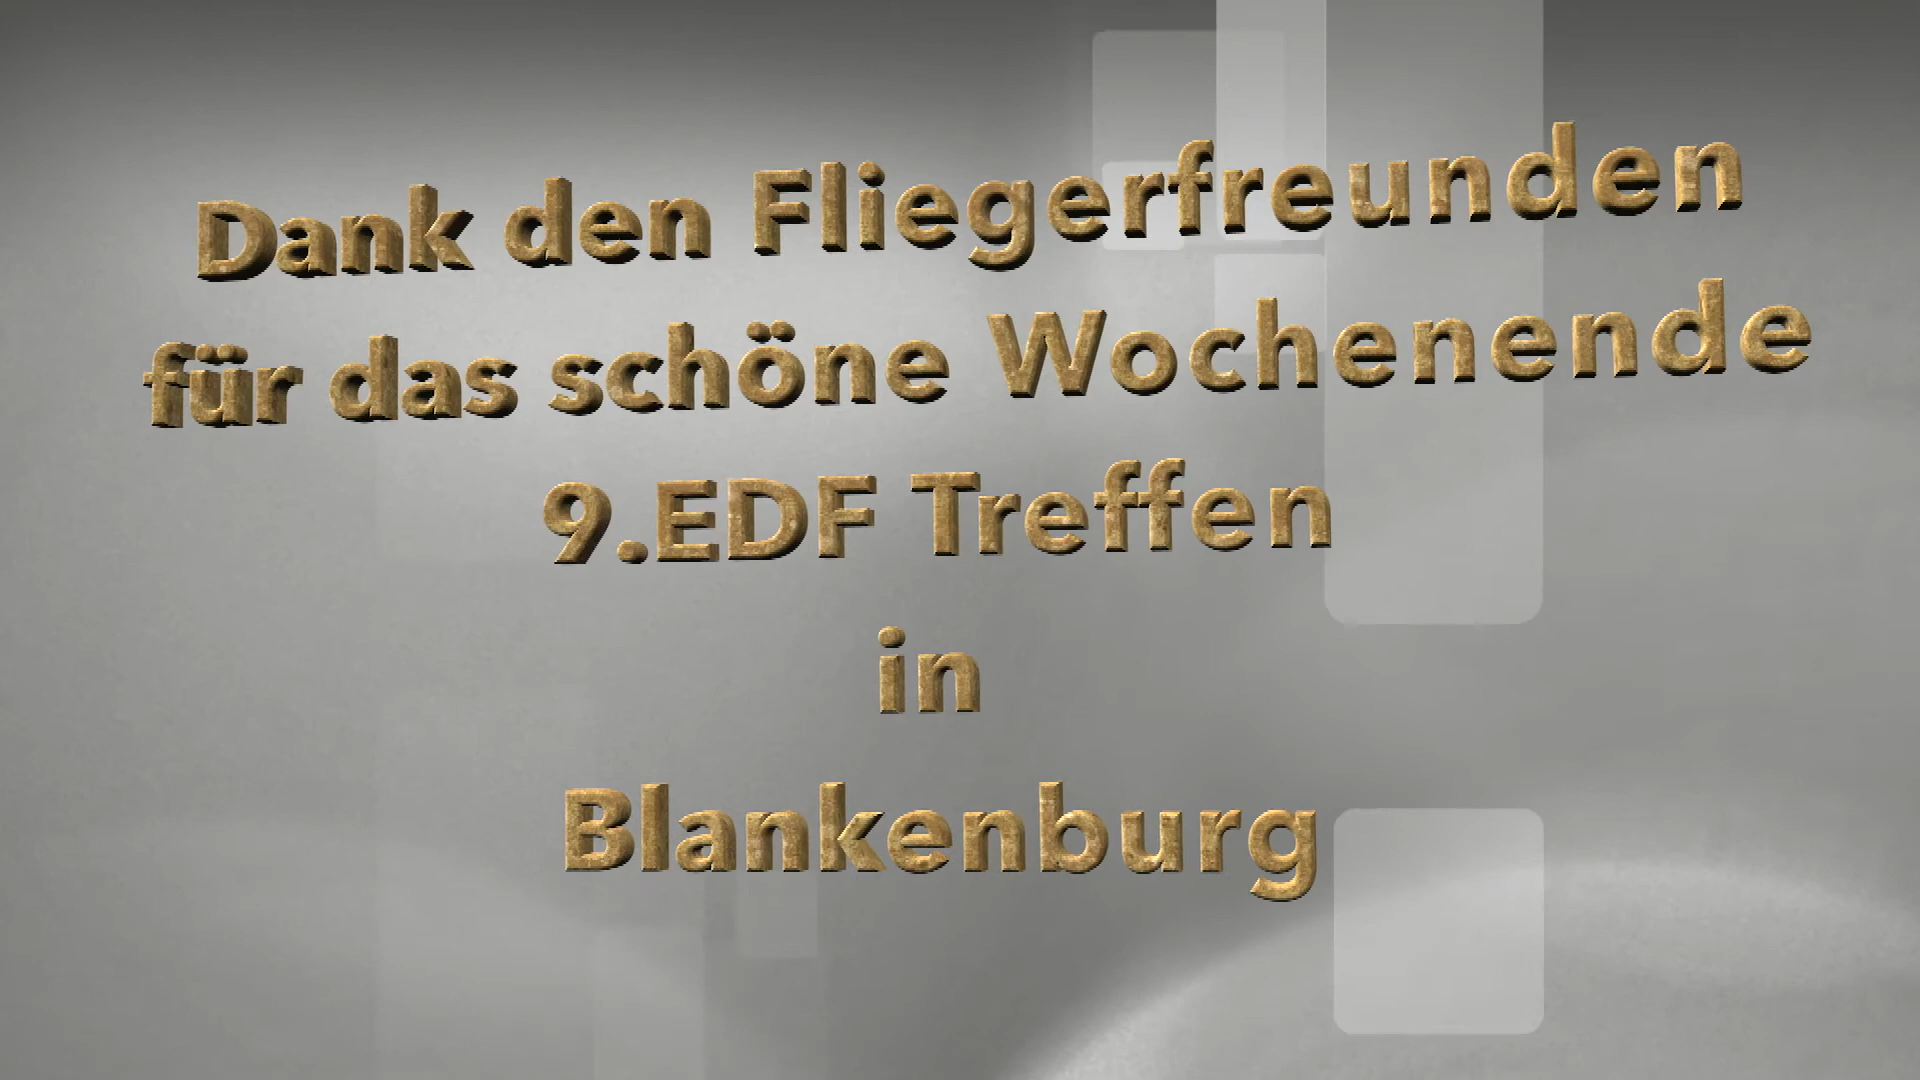 Dank den Fliegerfreunden
für das schöne Wochenende
9.EDF Treffen
in
Blankenburg